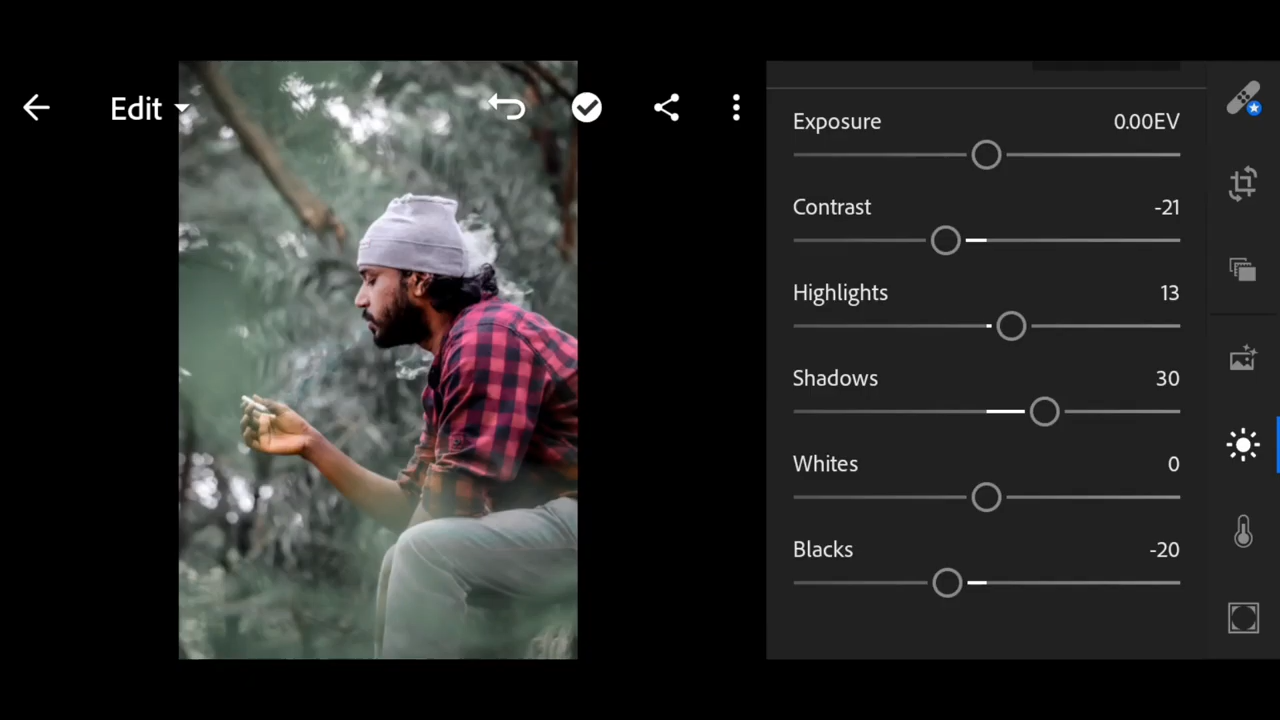 Edit
Exposure 0.00EV
Contrast -21
Highlights 13
Shadows 30
Whites 0
Blacks -20